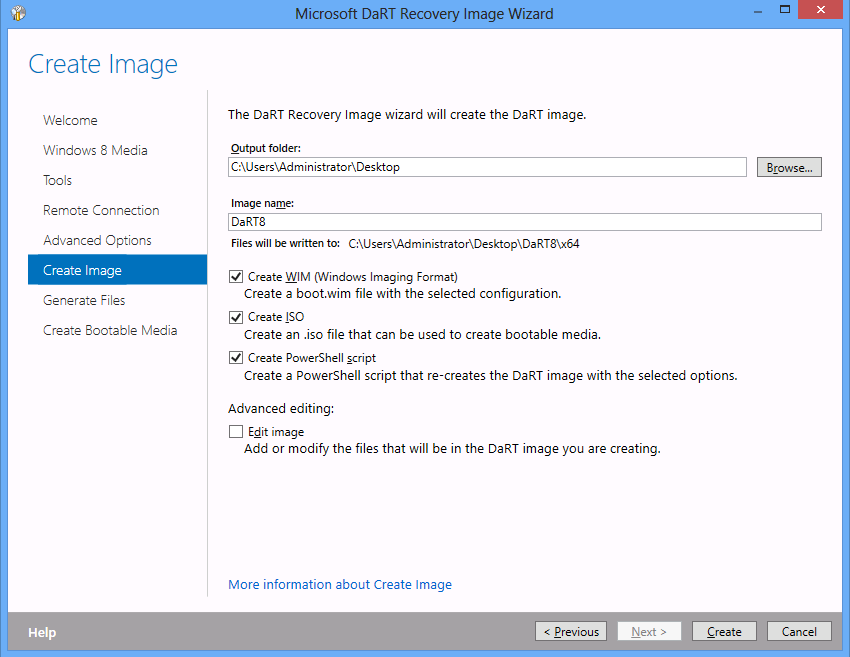 Microsoft DaRT Recovery Image Wizard
Create Image
Welcome
Windows 8 Media
Tools
Remote Connection
Advanced Options
Create Image
Generate Files
Create Bootable Media
The DaRT Recovery Image wizard will create the DaRT image.
Output folder:
C:\Users\Administrator\Desktop
Browse...
Image name:
DaRT8
Files will be written to: C:\Users\Administrator\Desktop\DaRT8\x64
Create WIM (Windows Imaging Format)
Create a boot.wim file with the selected configuration.
Create ISO
Create an .iso file that can be used to create bootable media.
Create PowerShell script
Create a PowerShell script that re-creates the DaRT image with the selected options.
Advanced editing:
Edit image
Add or modify the files that will be in the DaRT image you are creating.
More information about Create Image
Help
< Previous
Next >
Create
Cancel